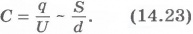 C = q/U ~ S/d. (14.23)